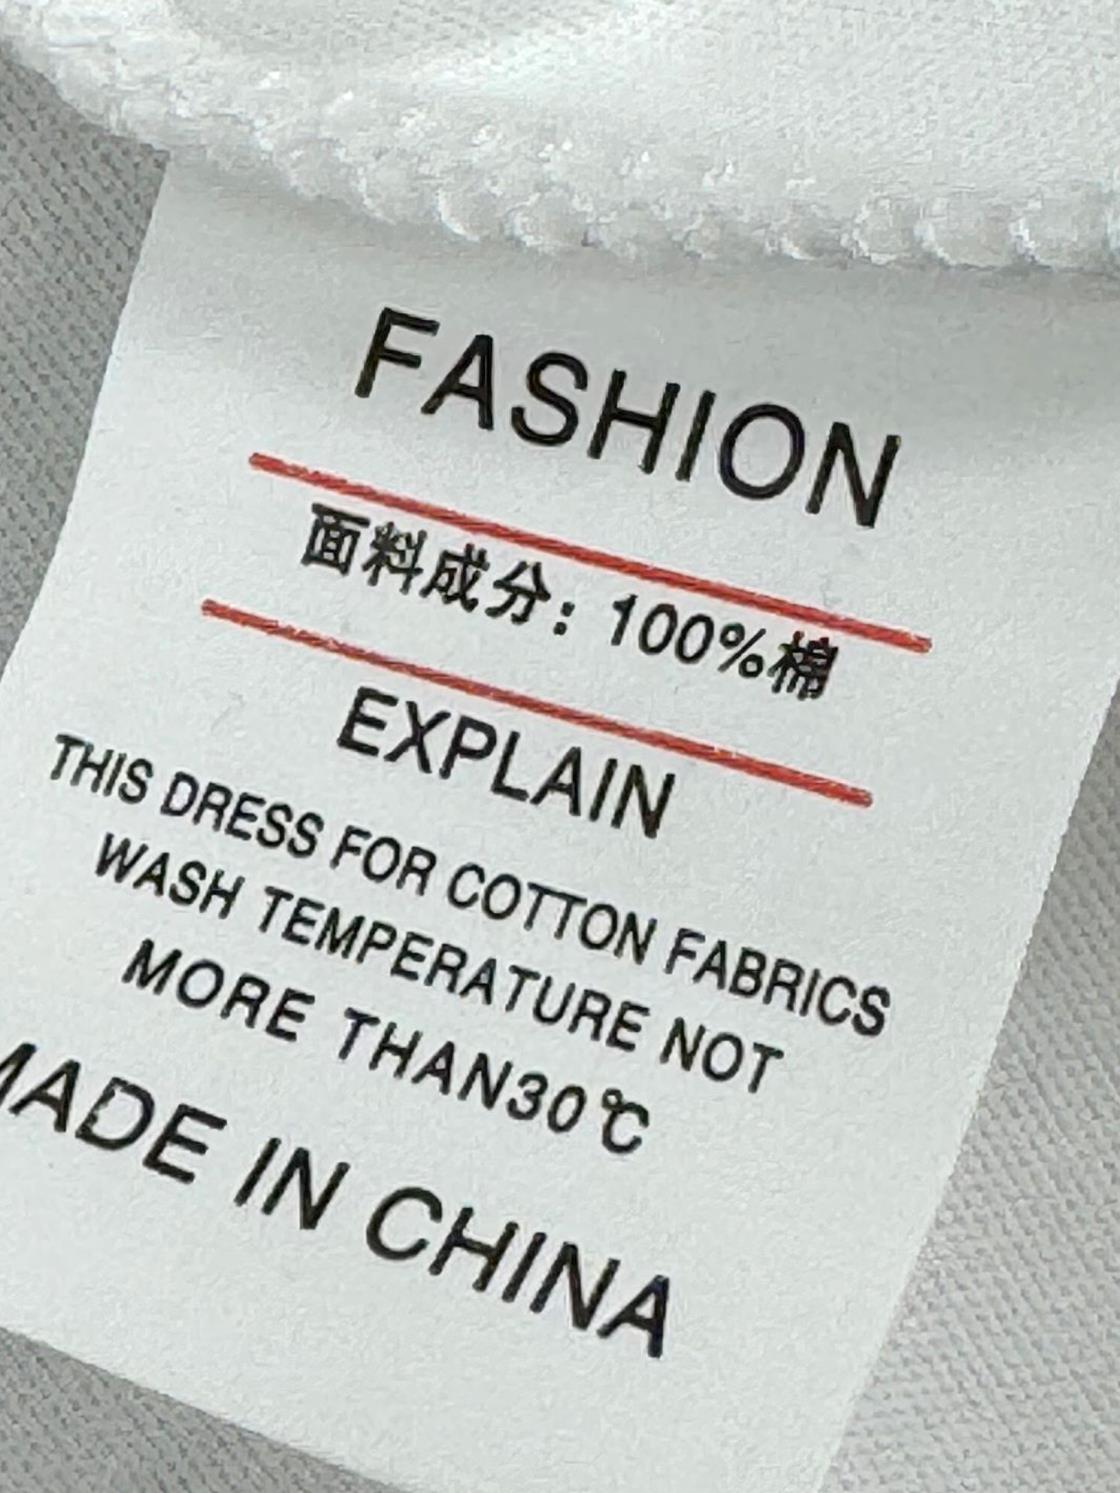 FASHION
面料成分：100%棉
EXPLAIN
THIS DRESS FOR COTTON FABRICS
WASH TEMPERATURE NOT
MORE THAN30℃
MADE IN CHINA